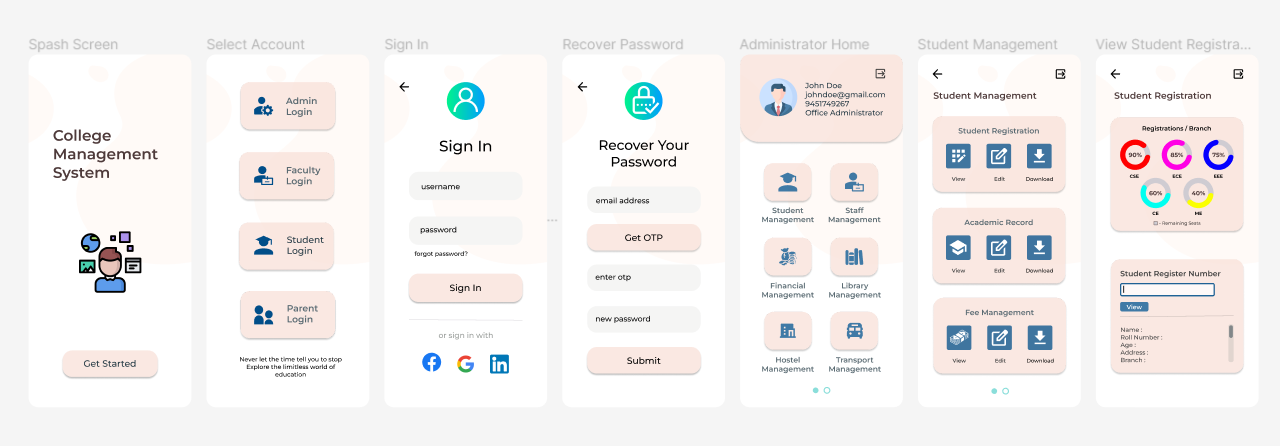 Spash Screen
College
Management
System
Get Started
Select Account
Admin
Login
Faculty
Login
Student
Login
Parent
Login
Never let the time tell you to stop
Explore the limitless world of
education
Sign In
Sign In
username
password
forgot password?
Sign In
or sign in with
Recover Password
Recover Your
Password
email address
Get OTP
enter otp
new password
Submit
Administrator Home
John Doe
johndoe@gmail.com
9451749267
Office Administrator
Student
Management
Staff
Management
Financial
Management
Library
Management
Hostel
Management
Transport
Management
Student Management
Student Management
Student Registration
View
Edit
Download
Academic Record
View
Edit
Download
Fee Management
View
Edit
Download
View Student Registra...
Student Registration
Registrations / Branch
90%
85%
75%
CSE
ECE
EEE
60%
40%
CE
ME
- Remaining Seats
Student Register Number
View
Name :
Roll Number :
Age :
Address :
Branch :